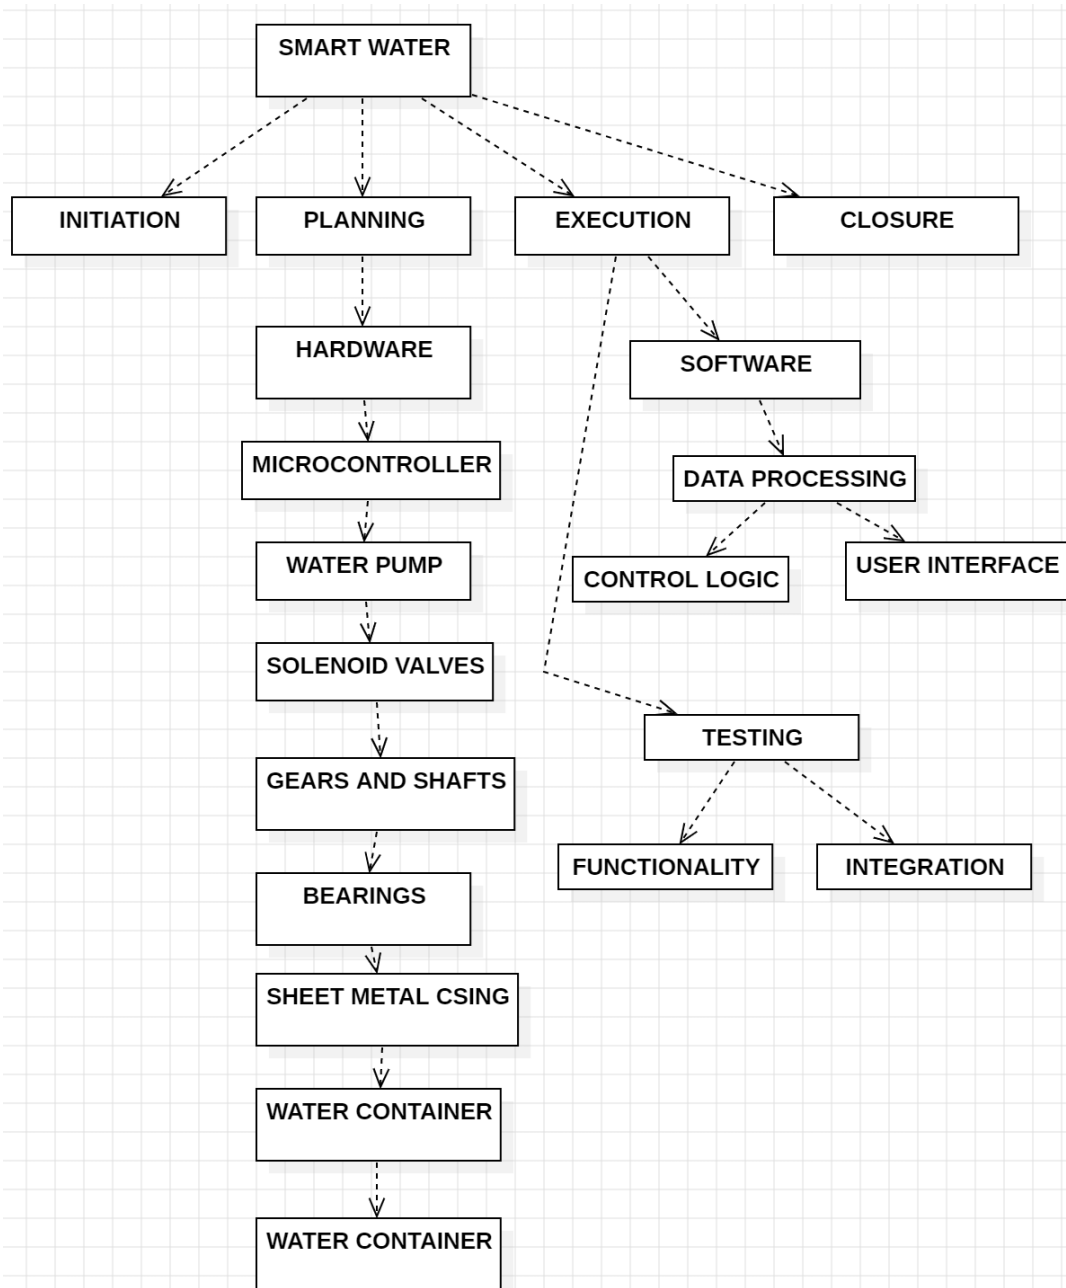 SMART WATER
INITIATION
PLANNING
EXECUTION
CLOSURE
HARDWARE
SOFTWARE
MICROCONTROLLER
DATA PROCESSING
WATER PUMP
CONTROL LOGIC
USER INTERFACE
SOLENOID VALVES
TESTING
GEARS AND SHAFTS
FUNCTIONALITY
INTEGRATION
BEARINGS
SHEET METAL CSING
WATER CONTAINER
WATER CONTAINER